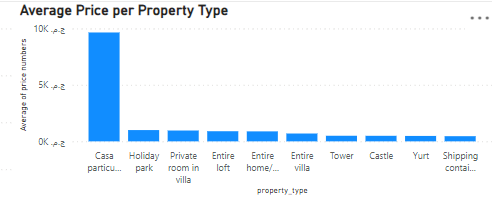 Average Price per Property Type
Average of price numbers
ج.م. 10K
ج.م. 5K
ج.م. 0K
Casa particu...
Holiday park
Private room in villa
Entire loft
Entire home/...
Entire villa
Tower
Castle
Yurt
Shipping contai...
property_type